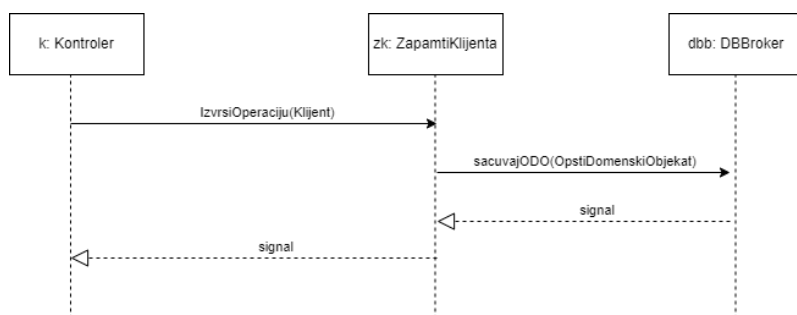 k: Kontroler
zk: ZapamtiKlijenta
dbb: DBBroker
IzvrsiOperaciju(Klijent)
sacuvajODO(OpstiDomenskiObjekat)
signal
signal